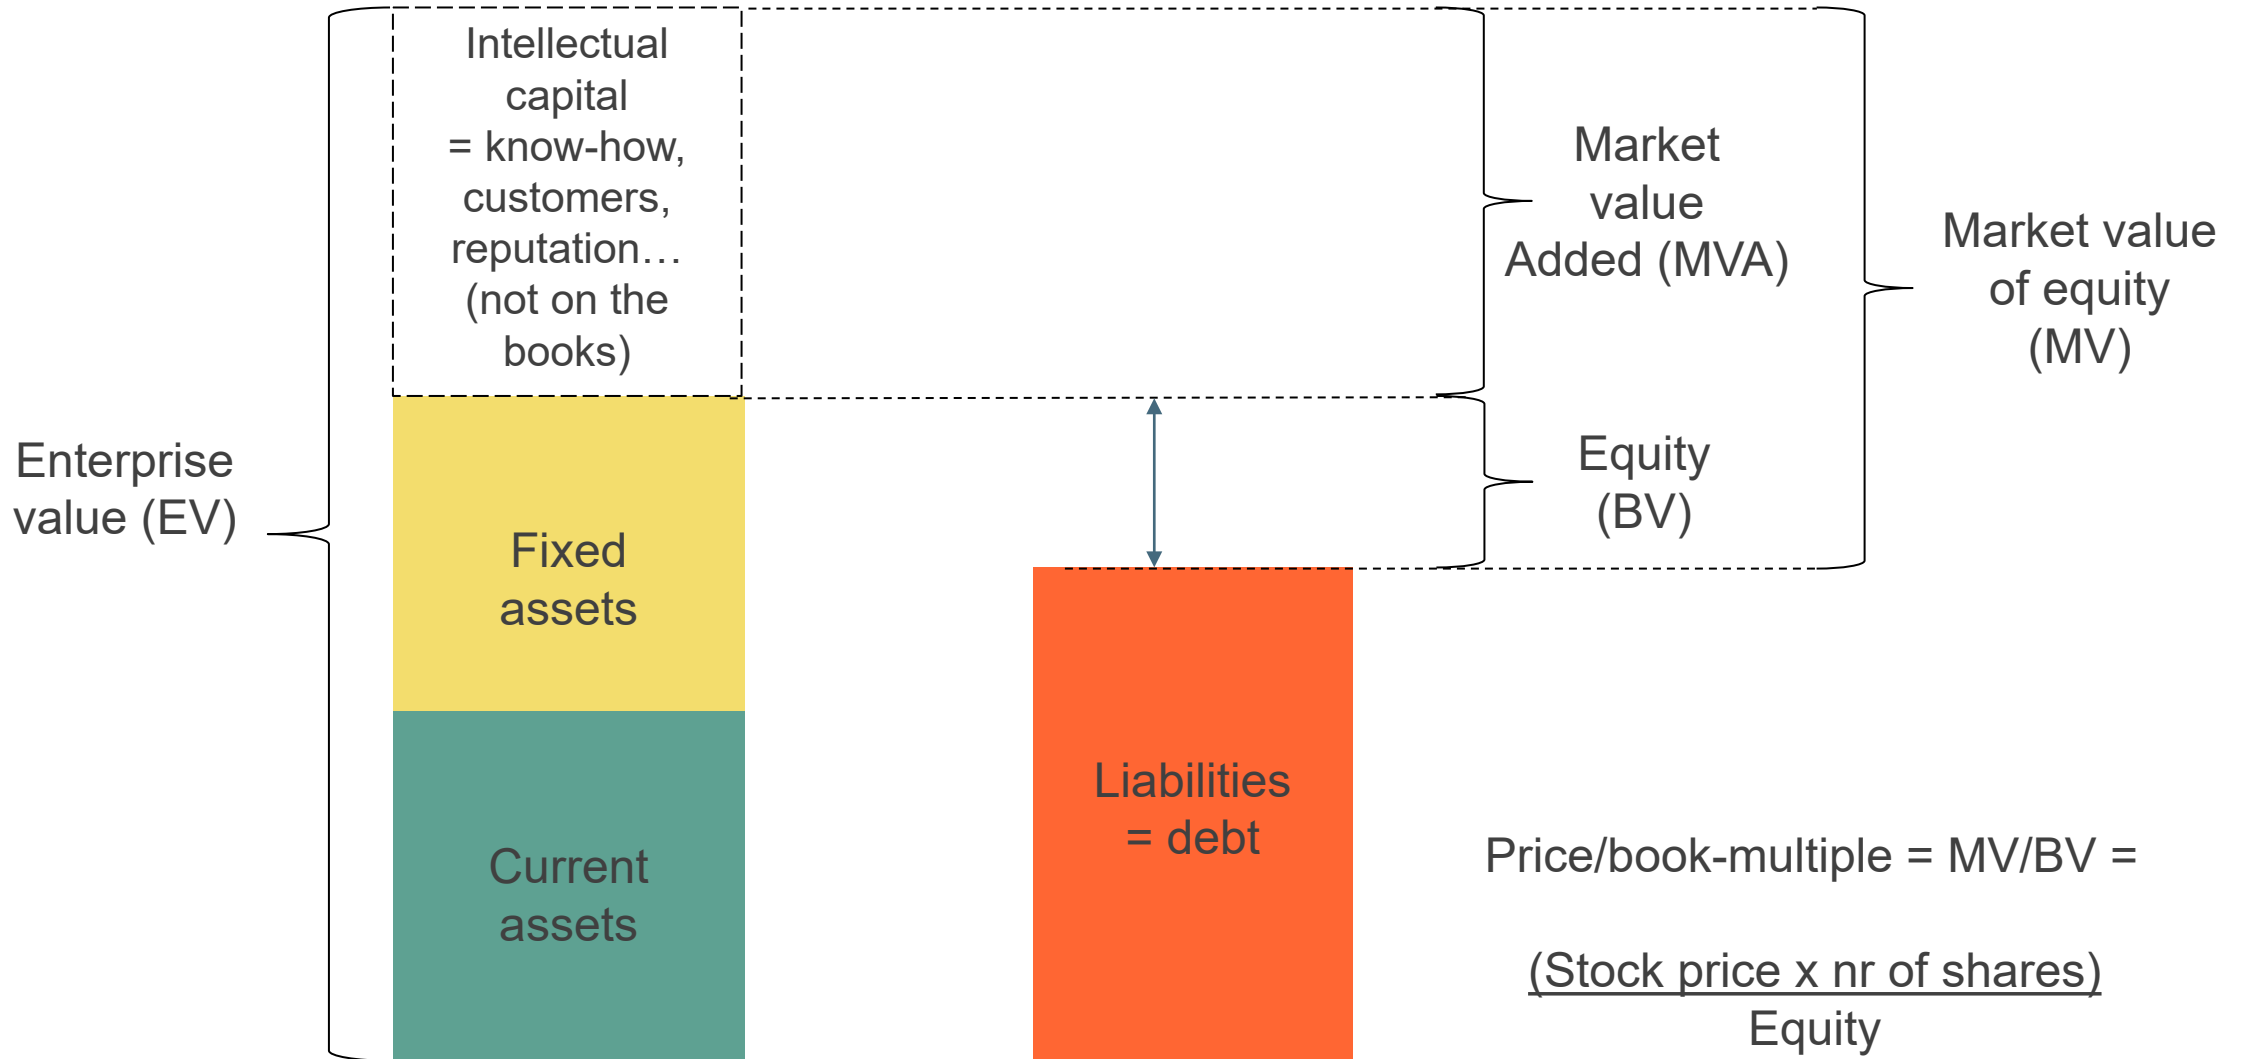 Intellectual
capital
= know-how,
customers,
reputation…
(not on the
books)
Market
value
Added (MVA)
Market value
of equity
(MV)
Enterprise
value (EV)
Equity
(BV)
Fixed
assets
Liabilities
= debt
Current
assets
Price/book-multiple = MV/BV =
(Stock price x nr of shares)
Equity